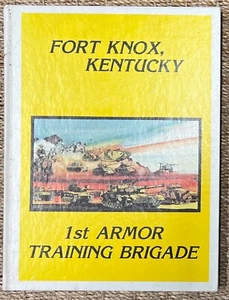 FORT KNOX,
KENTUCKY
1st ARMOR
TRAINING BRIGADE